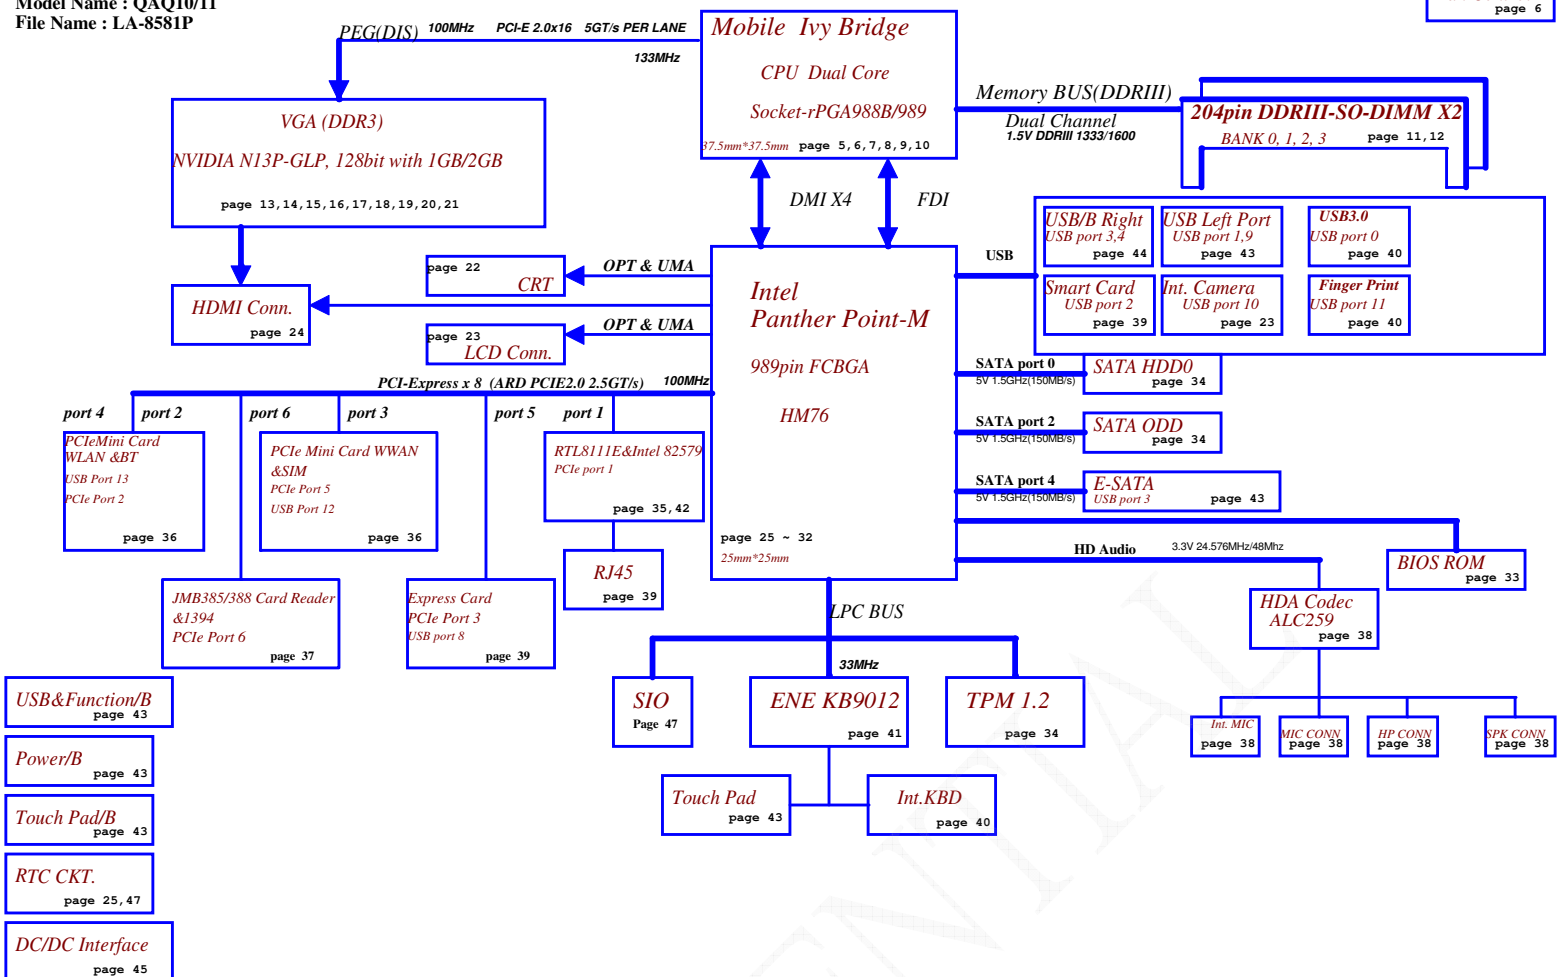 Model Name : QAQ10/11
File Name : LA-8581P
page 6
PEG(DIS) 100MHz PCI-E 2.0x16 5GT/s PER LANE
133MHz
Mobile Ivy Bridge
CPU Dual Core
Socket-rPGA988B/989
37.5mm*37.5mm page 5,6,7,8,9,10
Memory BUS(DDRIII)
Dual Channel
1.5V DDRIII 1333/1600
204pin DDRIII-SO-DIMM X2
BANK 0, 1, 2, 3 page 11,12
VGA (DDR3)
NVIDIA N13P-GLP, 128bit with 1GB/2GB
page 13,14,15,16,17,18,19,20,21
DMI X4
FDI
USB
USB/B Right
USB port 3,4
page 44
USB Left Port
USB port 1,9
page 43
USB3.0
USB port 0
page 40
Smart Card
USB port 2
page 39
Int. Camera
USB port 10
page 23
Finger Print
USB port 11
page 40
page 22
CRT
OPT & UMA
HDMI Conn.
page 24
page 23
LCD Conn.
OPT & UMA
Intel
Panther Point-M
989pin FCBGA
HM76
page 25 ~ 32
25mm*25mm
SATA port 0
5V 1.5GHz(150MB/s)
SATA HDD0
page 34
SATA port 2
5V 1.5GHz(150MB/s)
SATA ODD
page 34
SATA port 4
5V 1.5GHz(150MB/s)
E-SATA
USB port 3 page 43
PCI-Express x 8 (ARD PCIE2.0 2.5GT/s) 100MHz
port 4 port 2 port 6 port 3 port 5 port 1
PCIeMini Card
WLAN &BT
USB Port 13
PCIe Port 2
page 36
PCIe Mini Card WWAN
&SIM
PCIe Port 5
USB Port 12
page 36
RTL8111E&Intel 82579
PCIe port 1
page 35,42
RJ45
page 39
JMB385/388 Card Reader
&1394
PCIe Port 6
page 37
Express Card
PCIe Port 3
USB port 8
page 39
HD Audio 3.3V 24.576MHz/48Mhz
BIOS ROM
page 33
HDA Codec
ALC259
page 38
Int. MIC
page 38
MIC CONN
page 38
HP CONN
page 38
SPK CONN
page 38
LPC BUS
33MHz
SIO
Page 47
ENE KB9012
page 41
TPM 1.2
page 34
Touch Pad
page 43
Int.KBD
page 40
USB&Function/B
page 43
Power/B
page 43
Touch Pad/B
page 43
RTC CKT.
page 25,47
DC/DC Interface
page 45